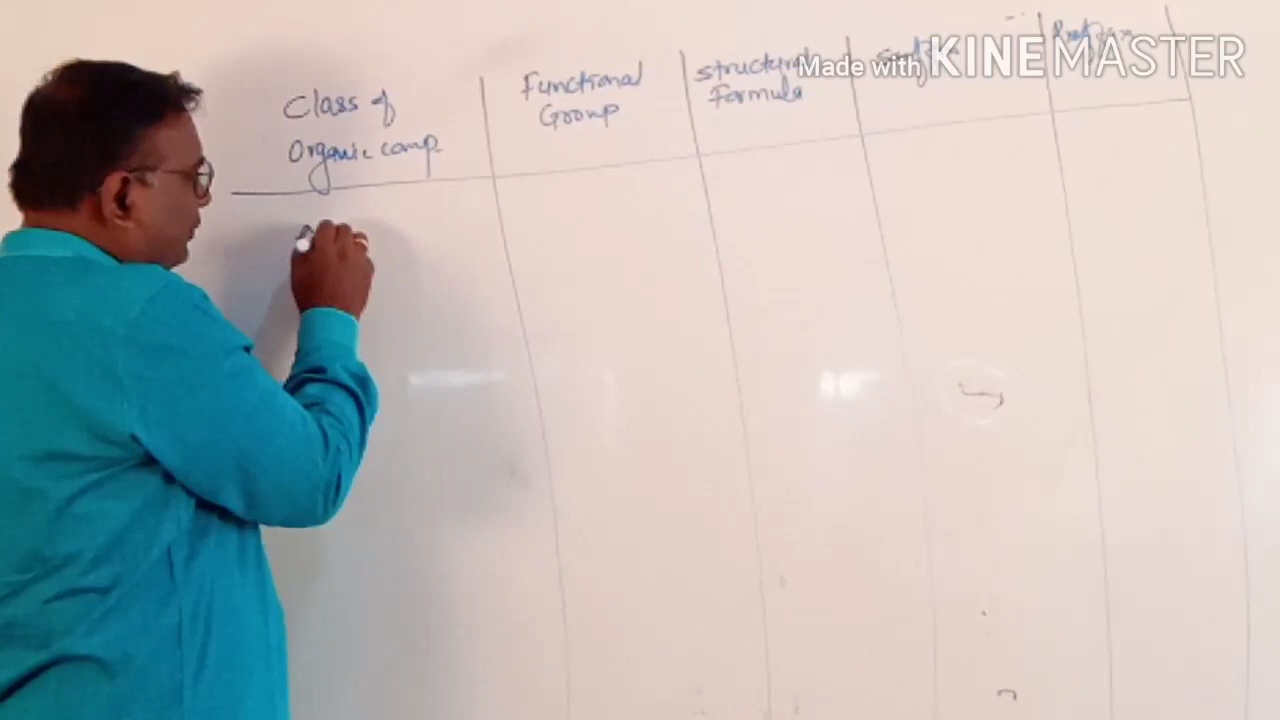 Class of
Organic comp.
Functional
Group
Structural
Formula
Made with KINEMASTER